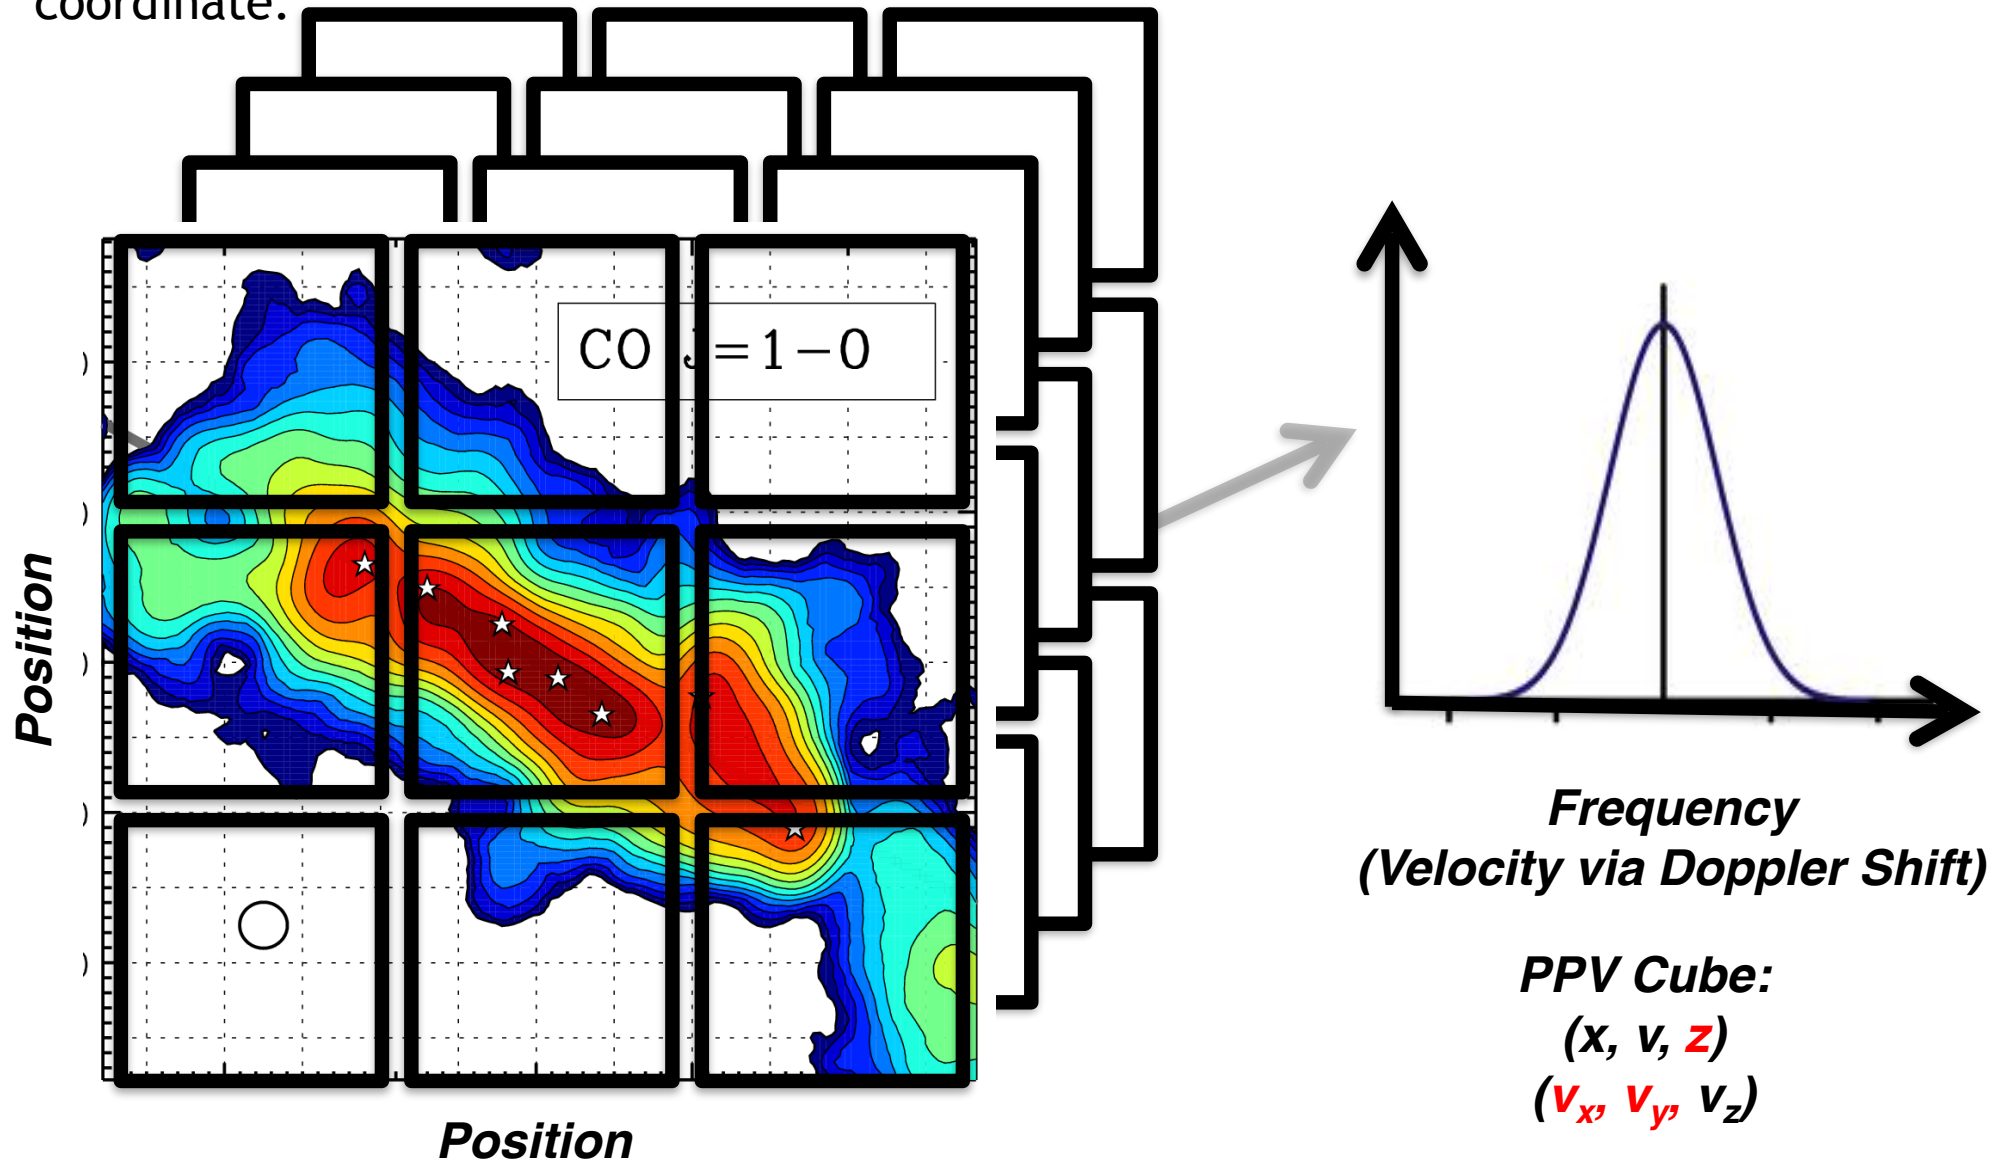 coordinate.
CO J=1-0
)
)
)
)
)
Position
Position
Frequency
(Velocity via Doppler Shift)
PPV Cube:
(x, v, z)
(vx, vy, vz)